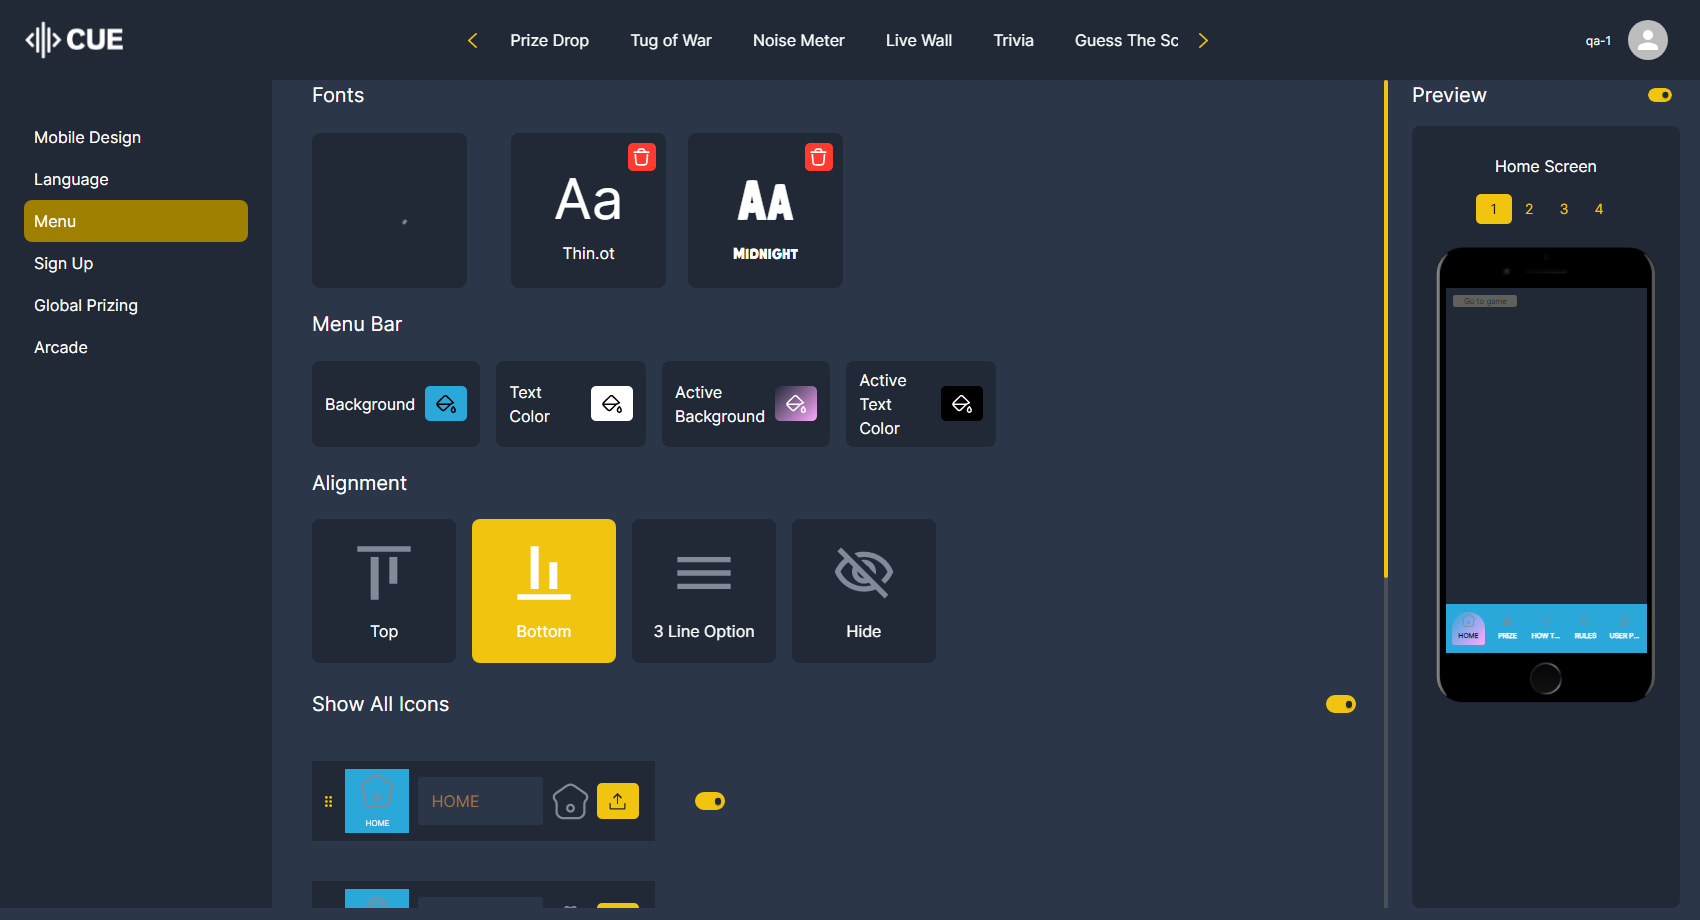 CUE
Prize Drop
Tug of War
Noise Meter
Live Wall
Trivia
Guess The Sc
qa-1
Mobile Design
Language
Menu
Sign Up
Global Prizing
Arcade
Fonts
Aa
Thin.ot
AA
MIDNIGHT
Menu Bar
Background
Text
Color
Active
Background
Active
Text
Color
Alignment
Top
Bottom
3 Line Option
Hide
Show All Icons
HOME
HOME
Preview
Home Screen
1
2
3
4
Go to game
HOME
PRIZE
HOW T...
RULES
USER P...